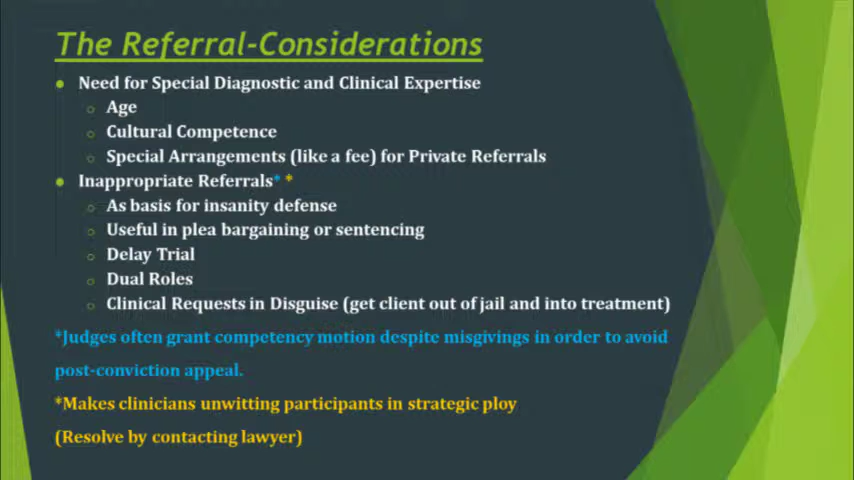 The Referral-Considerations
Need for Special Diagnostic and Clinical Expertise
Age
Cultural Competence
Special Arrangements (like a fee) for Private Referrals
Inappropriate Referrals* *
As basis for insanity defense
Useful in plea bargaining or sentencing
Delay Trial
Dual Roles
Clinical Requests in Disguise (get client out of jail and into treatment)
*Judges often grant competency motion despite misgivings in order to avoid
post-conviction appeal.
*Makes clinicians unwitting participants in strategic ploy
(Resolve by contacting lawyer)